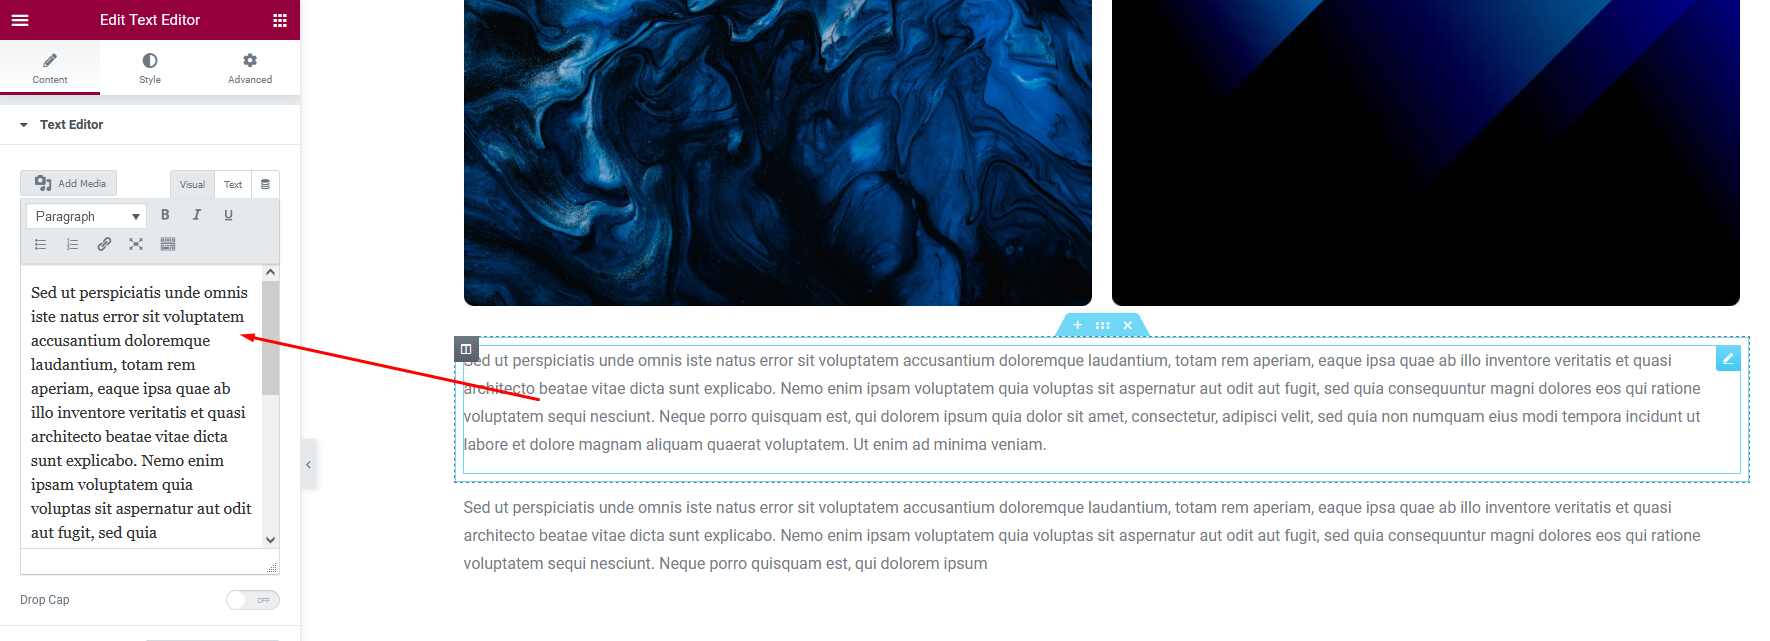 Edit Text Editor
Content
Style
Advanced
Text Editor
Add Media
Visual
Text
Paragraph
B
I
U
Sed ut perspiciatis unde omnis
iste natus error sit voluptatem
accusantium doloremque
laudantium, totam rem
aperiam, eaque ipsa quae ab
illo inventore veritatis et quasi
architecto beatae vitae dicta
sunt explicabo. Nemo enim
ipsam voluptatem quia
voluptas sit aspernatur aut odit
aut fugit, sed quia
Drop Cap
OFF
Sed ut perspiciatis unde omnis iste natus error sit voluptatem accusantium doloremque laudantium, totam rem aperiam, eaque ipsa quae ab illo inventore veritatis et quasi
architecto beatae vitae dicta sunt explicabo. Nemo enim ipsam voluptatem quia voluptas sit aspernatur aut odit aut fugit, sed quia consequuntur magni dolores eos qui ratione
voluptatem sequi nesciunt. Neque porro quisquam est, qui dolorem ipsum quia dolor sit amet, consectetur, adipisci velit, sed quia non numquam eius modi tempora incidunt ut
labore et dolore magnam aliquam quaerat voluptatem. Ut enim ad minima veniam.
Sed ut perspiciatis unde omnis iste natus error sit voluptatem accusantium doloremque laudantium, totam rem aperiam, eaque ipsa quae ab illo inventore veritatis et quasi
architecto beatae vitae dicta sunt explicabo. Nemo enim ipsam voluptatem quia voluptas sit aspernatur aut odit aut fugit, sed quia consequuntur magni dolores eos qui ratione
voluptatem sequi nesciunt. Neque porro quisquam est, qui dolorem ipsum